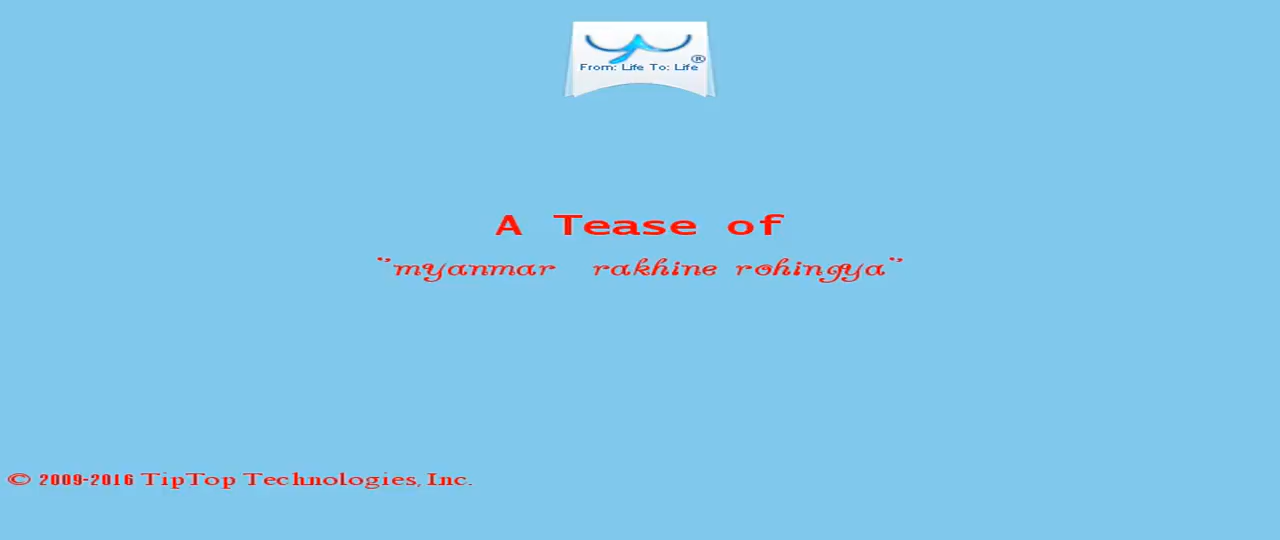 ®
From: Life To: Life
A Tease of
"myanmar rakhine rohingya"
© 2009-2016 TipTop Technologies, Inc.